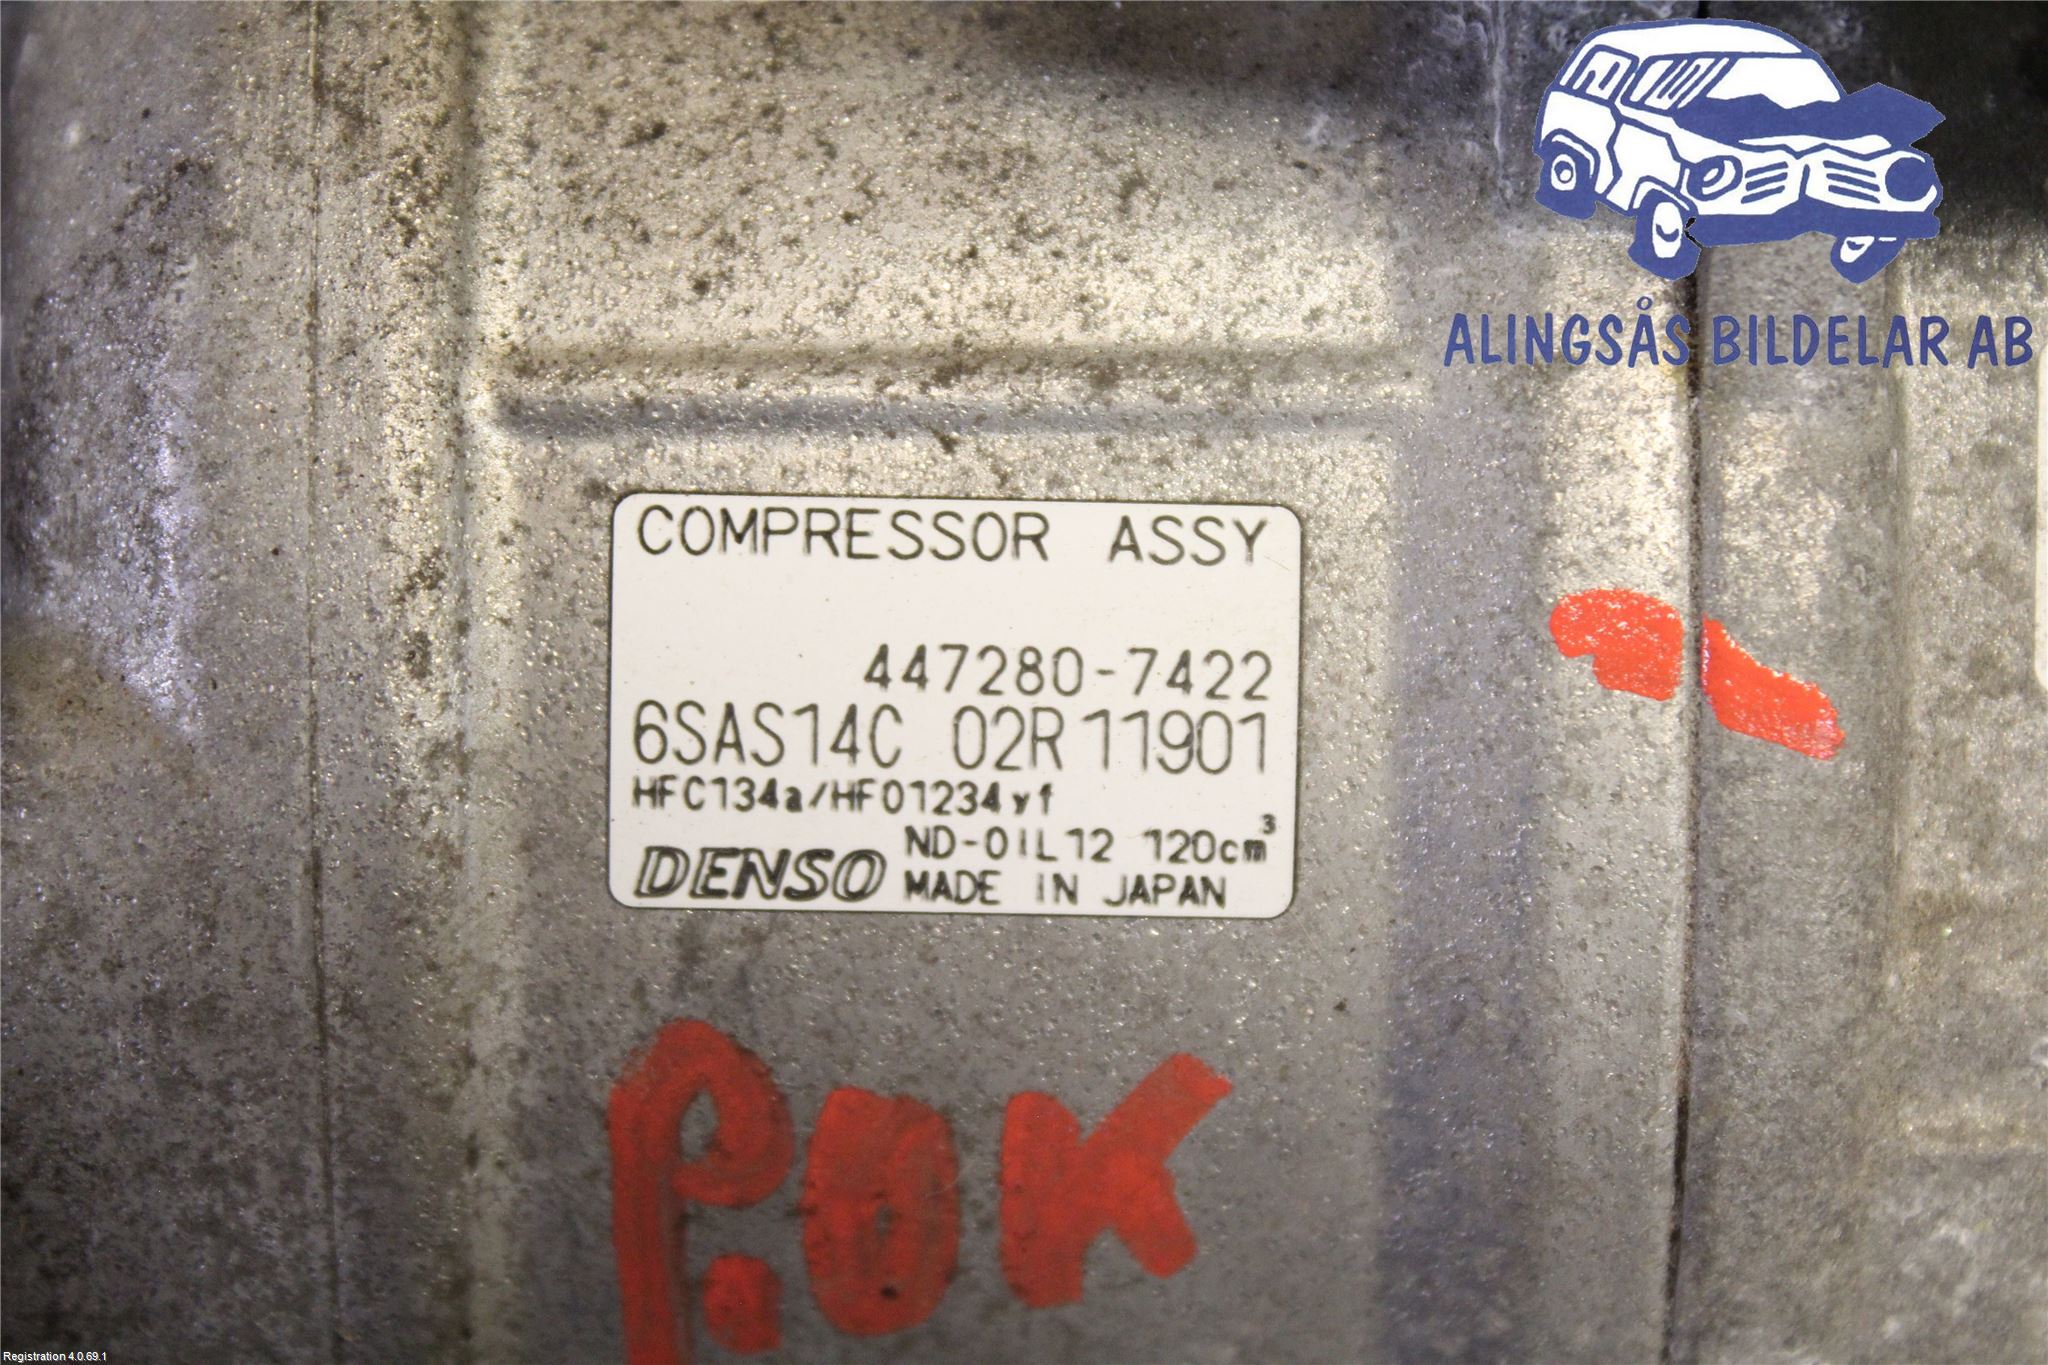 ALINGSÅS BILDELAR AB
COMPRESSOR ASSY
447280-7422
6SAS14C 02R11901
HFC134a/HFO1234yf
ND-OIL12 120cm³
DENSO MADE IN JAPAN
P.OK
Registration 4.0.69.1